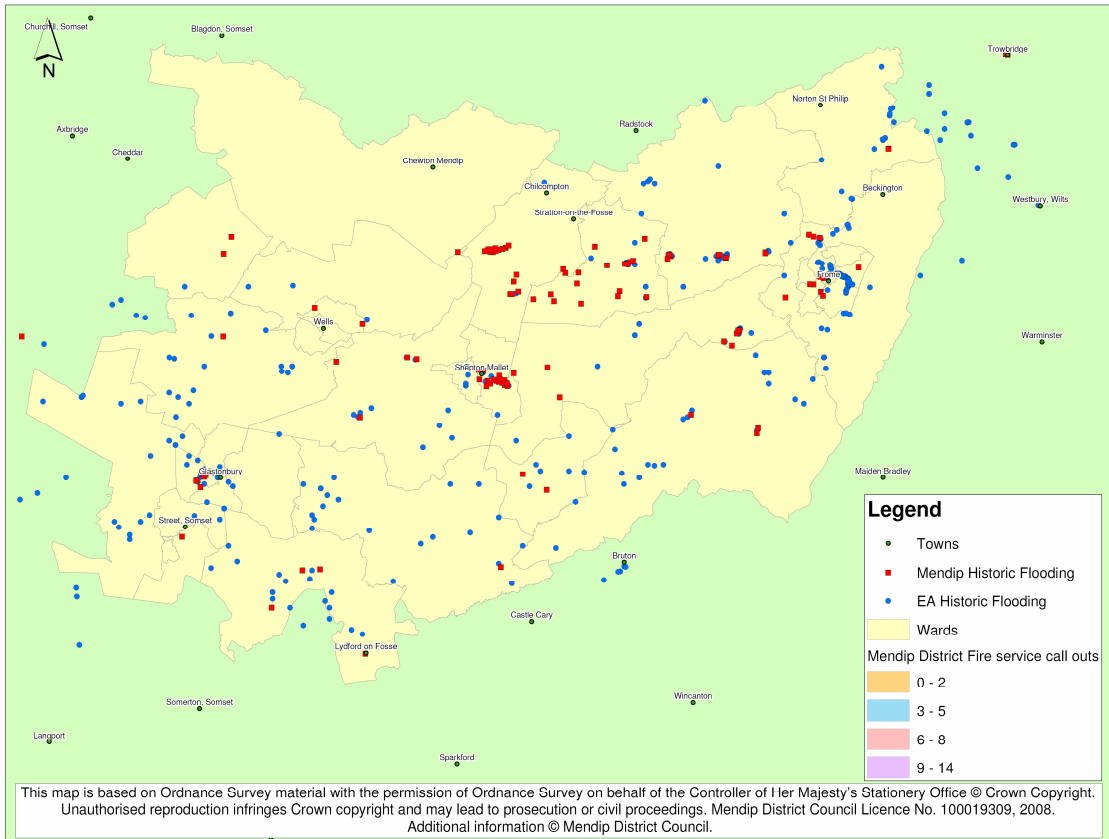 Churchill, Somset
Blagdon, Somset
Trowbridge
N
Norton St Philip
Axbridge
Radstock
Cheddar
Chewton Mendip
Chilcompton
Beckington
Westbury, Wilts
Stratton-on-the-Fosse
Frome
Wells
Warminster
Shepton Mallet
Glastonbury
Maiden Bradley
Street, Somset
Bruton
Castle Cary
Lydford on Fosse
Somerton, Somset
Wincanton
Langport
Sparkford
Legend
Towns
Mendip Historic Flooding
EA Historic Flooding
Wards
Mendip District Fire service call outs
0 - 2
3 - 5
6 - 8
9 - 14
This map is based on Ordnance Survey material with the permission of Ordnance Survey on behalf of the Controller of Her Majesty's Stationery Office © Crown Copyright.
Unauthorised reproduction infringes Crown copyright and may lead to prosecution or civil proceedings. Mendip District Council Licence No. 100019309, 2008.
Additional information © Mendip District Council.